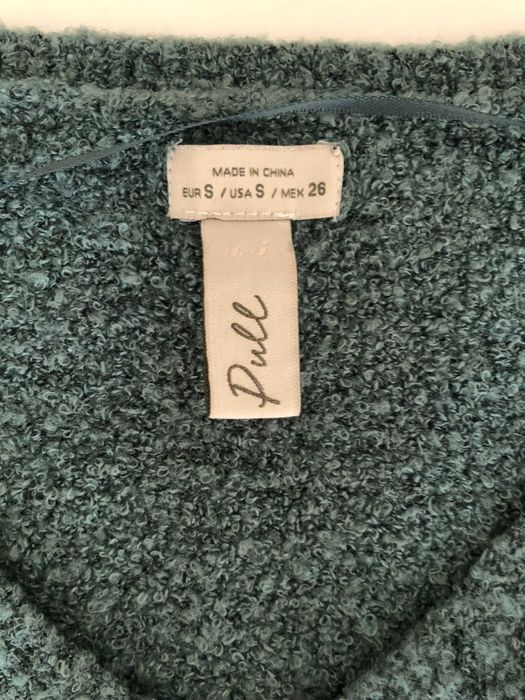 MADE IN CHINA
EUR S / USA S / MEX 26
Pull